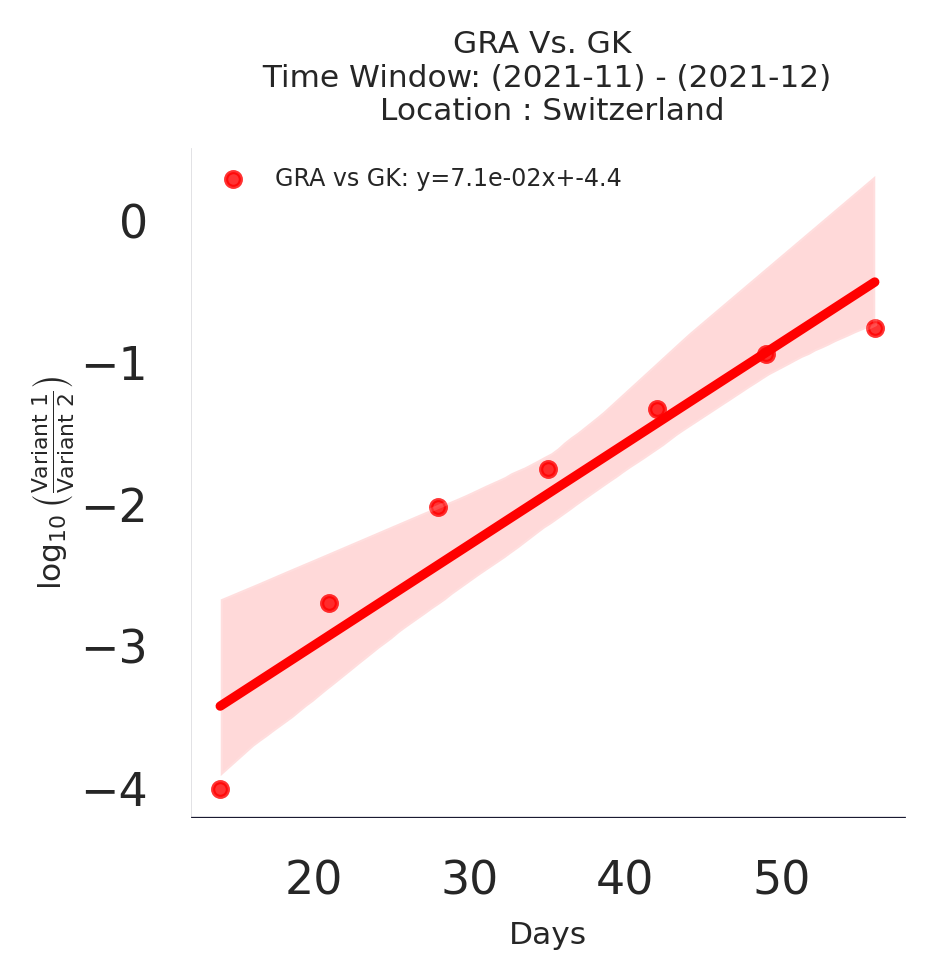 GRA Vs. GK
Time Window: (2021-11) - (2021-12)
Location : Switzerland
GRA vs GK: y=7.1e-02x+-4.4
0
−1
−2
−3
−4
log₁₀ (Variant 1 / Variant 2)
20 30 40 50
Days